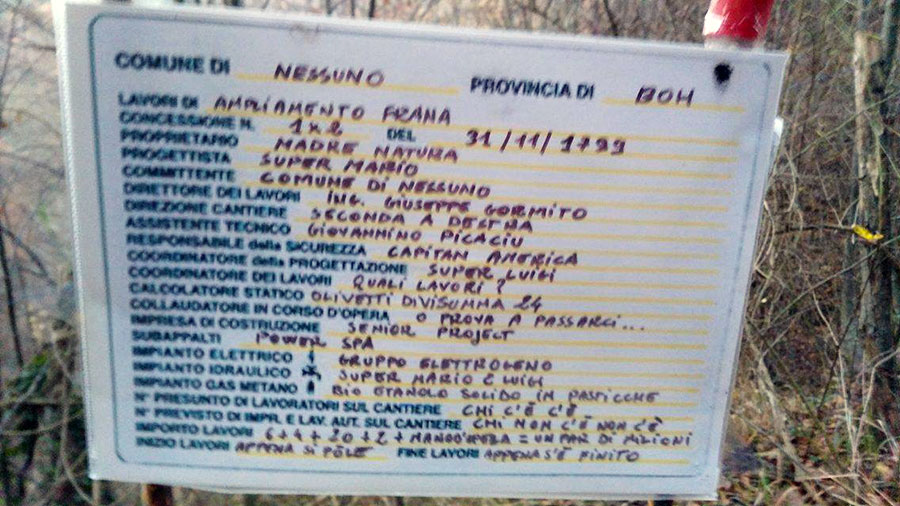 COMUNE DI NESSUNO PROVINCIA DI BOH
LAVORI DI AMPLIAMENTO FRANA
CONCESSIONE N. 1x2 DEL 31/11/1799
PROPRIETARIO MADRE NATURA
PROGETTISTA SUPER MARIO
COMMITTENTE COMUNE DI NESSUNO
DIRETTORE DEI LAVORI ING. GIUSEPPE GORMITO
DIREZIONE CANTIERE SECONDA A DESTRA
ASSISTENTE TECNICO GIOVANNINO PICACIU
RESPONSABILE della SICUREZZA CAPITAN AMERICA
COORDINATORE della PROGETTAZIONE SUPER LUIGI
COORDINATORE DEI LAVORI QUALI LAVORI?
CALCOLATORE STATICO OLIVETTI DIVISUMMA 24
COLLAUDATORE IN CORSO D'OPERA O PROVA A PASSARCI...
IMPRESA DI COSTRUZIONE SENIOR PROJECT
SUBAPPALTI POWER SPA
IMPIANTO ELETTRICO GRUPPO ELETTROGENO
IMPIANTO IDRAULICO SUPER MARIO E LUIGI
IMPIANTO GAS METANO BIO ETANOLO SOLIDO IN PASTICCHE
N° PRESUNTO DI LAVORATORI SUL CANTIERE CHI C'È C'È
N° PREVISTO DI IMPR. E LAV. AUT. SUL CANTIERE CHI NON C'È NON C'È
IMPORTO LAVORI 6+4+20+2+MANOD'OPERA = UN PAR DI MILIONI
INIZIO LAVORI APPENA SI PÒLE FINE LAVORI APPENA S'È FINITO